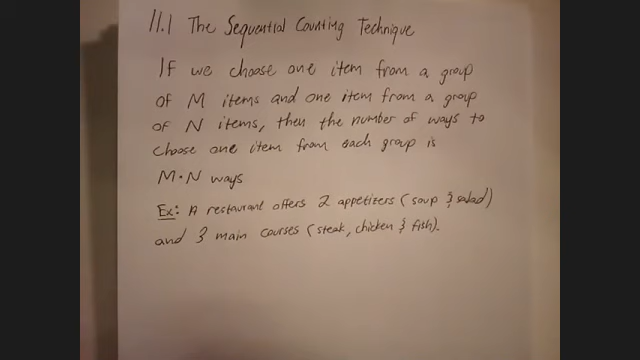 11.1 The Sequential Counting Technique
If we choose one item from a group
of M items and one item from a group
of N items, then the number of ways to
choose one item from each group is
M·N ways
Ex: A restaurant offers 2 appetizers (soup & salad)
and 3 main courses (steak, chicken & fish).